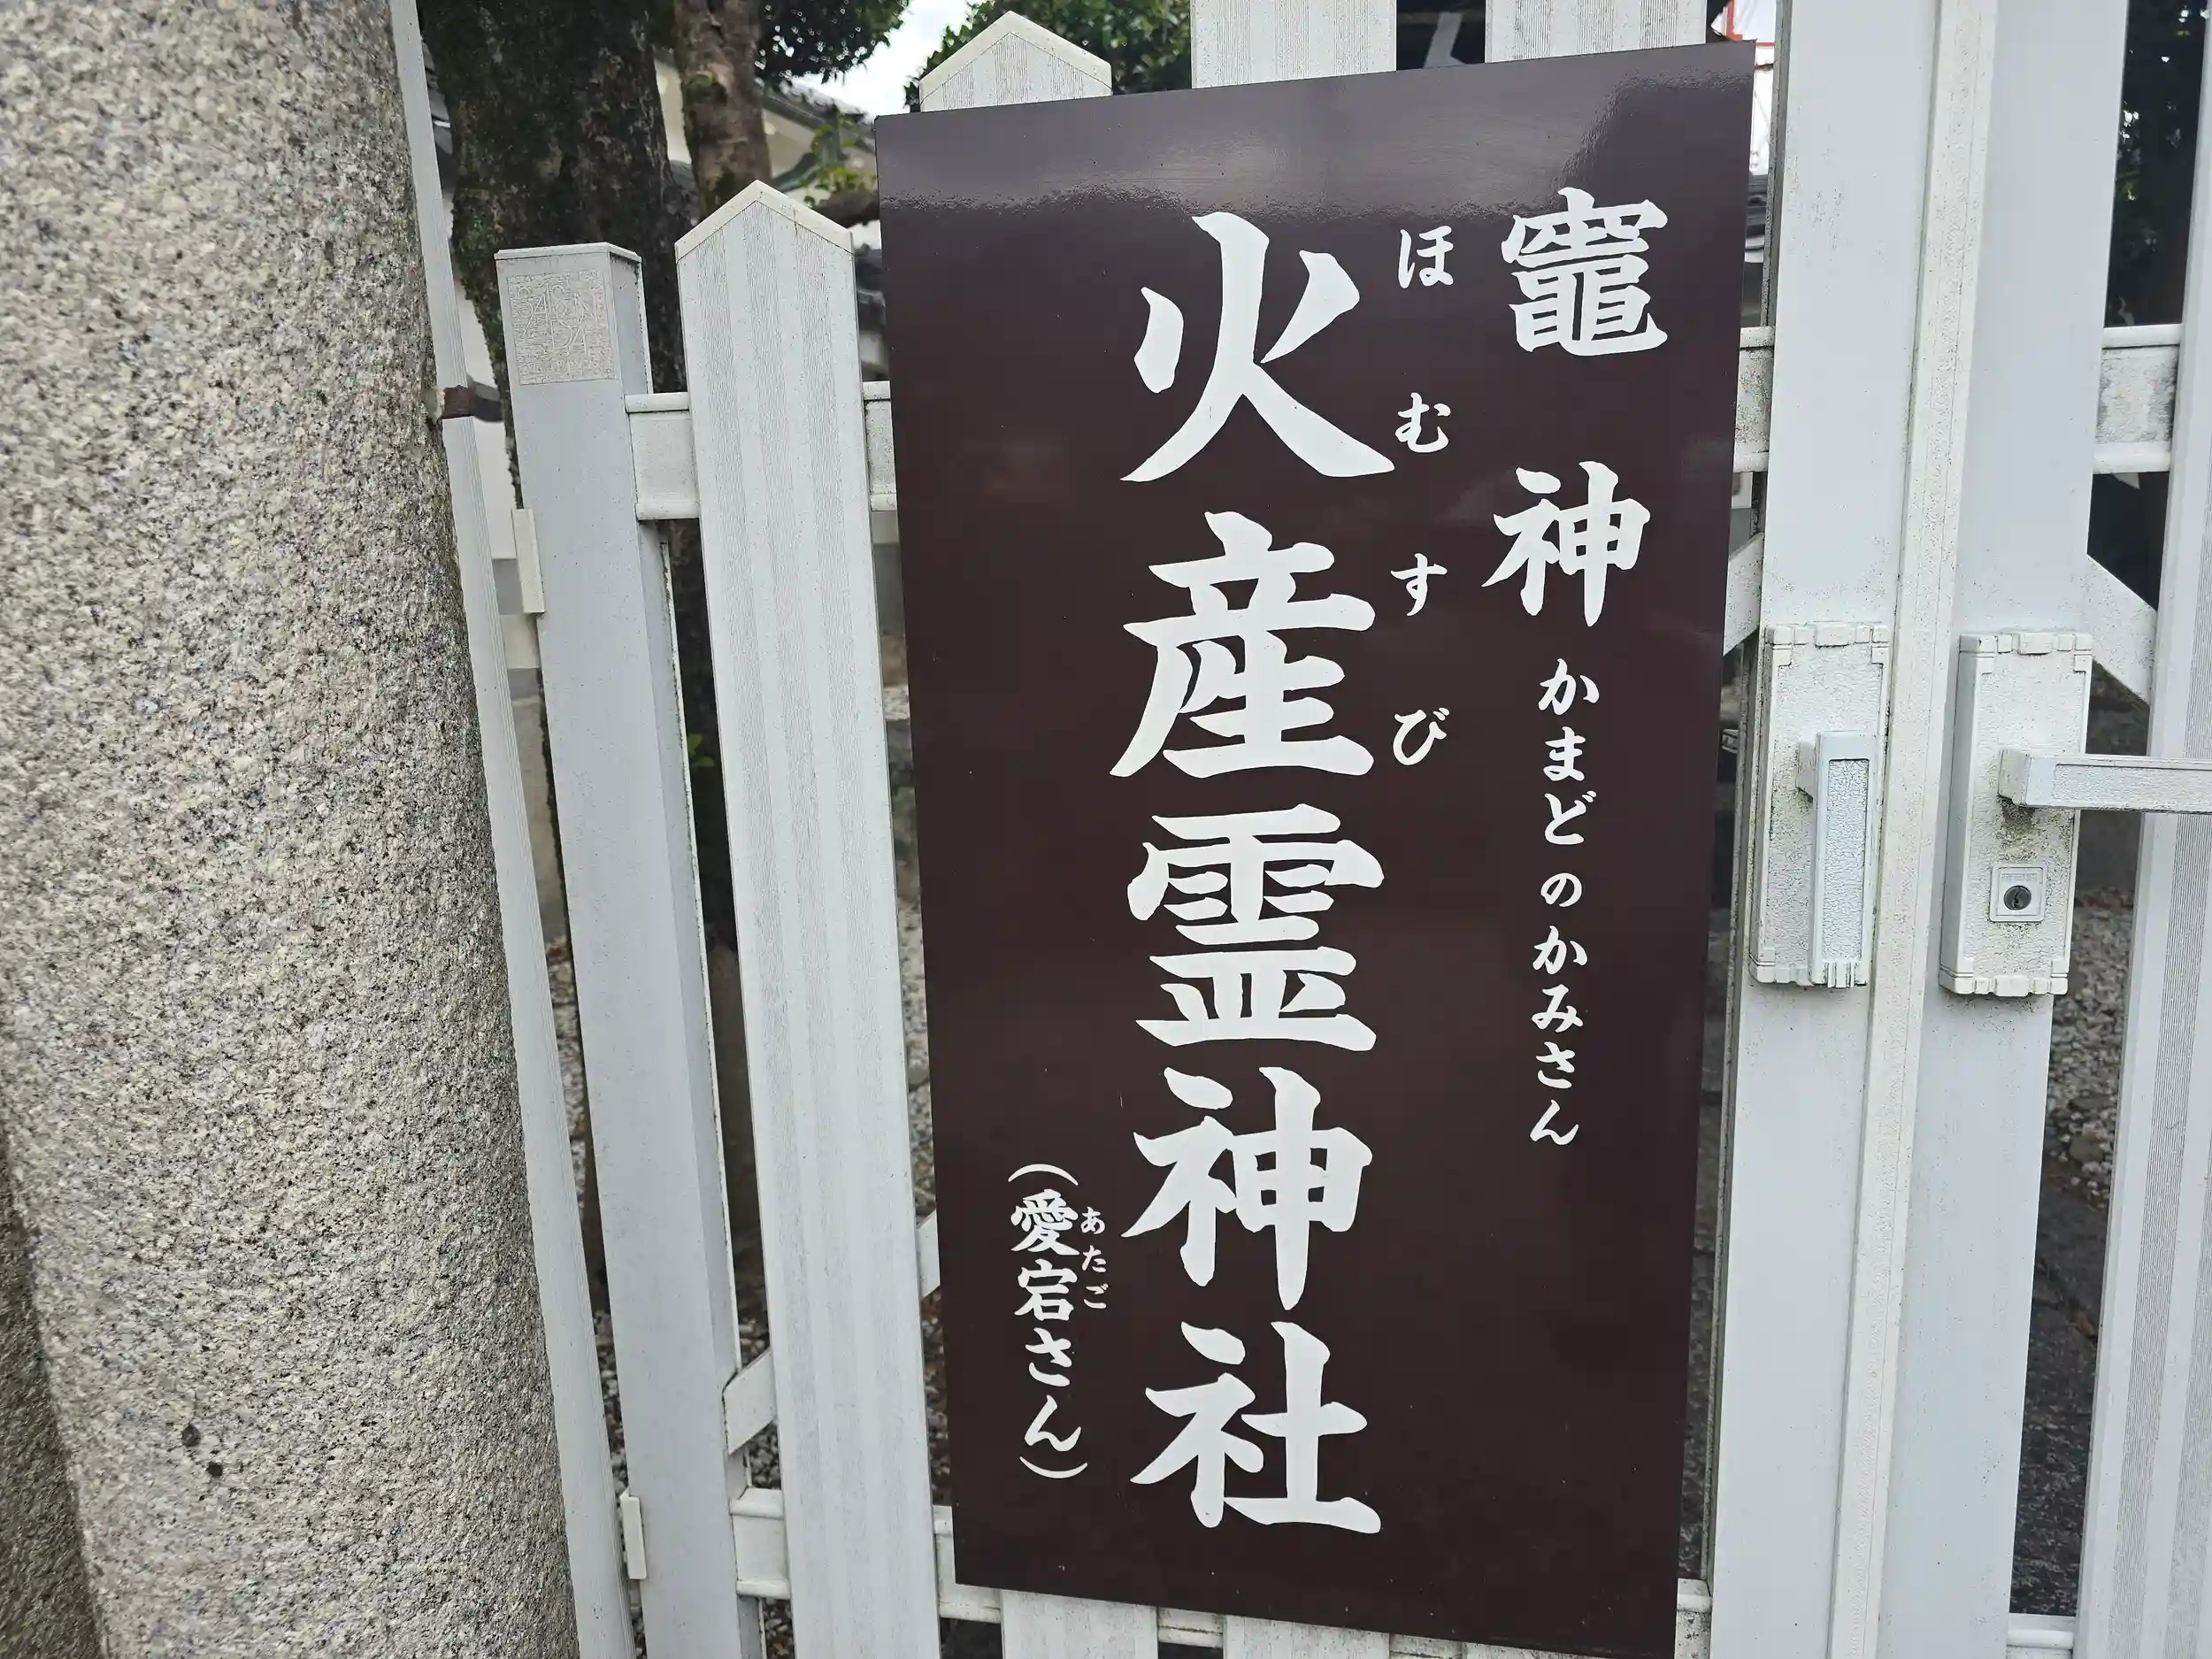 竈神かまどのかみさん
ほむすび
火産霊神社
あたご
(愛宕さん)